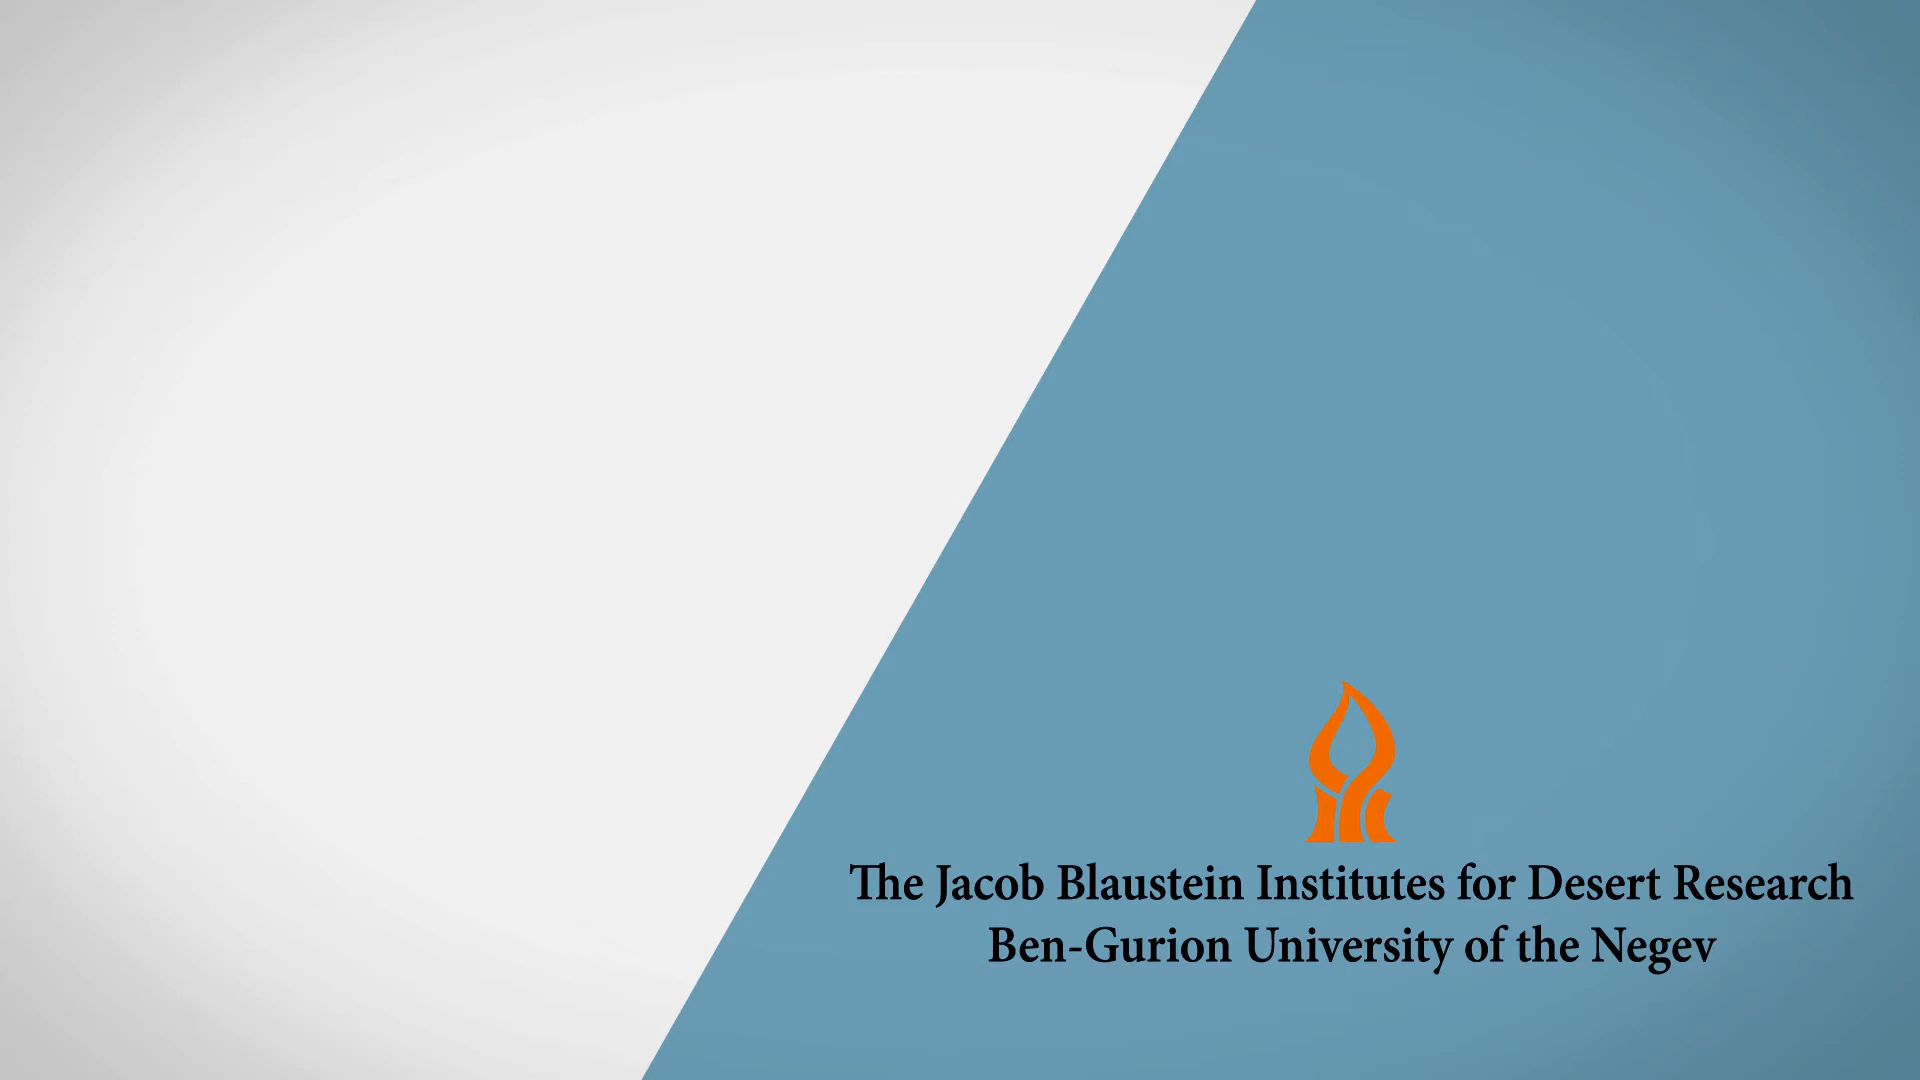 The Jacob Blaustein Institutes for Desert Research
Ben-Gurion University of the Negev